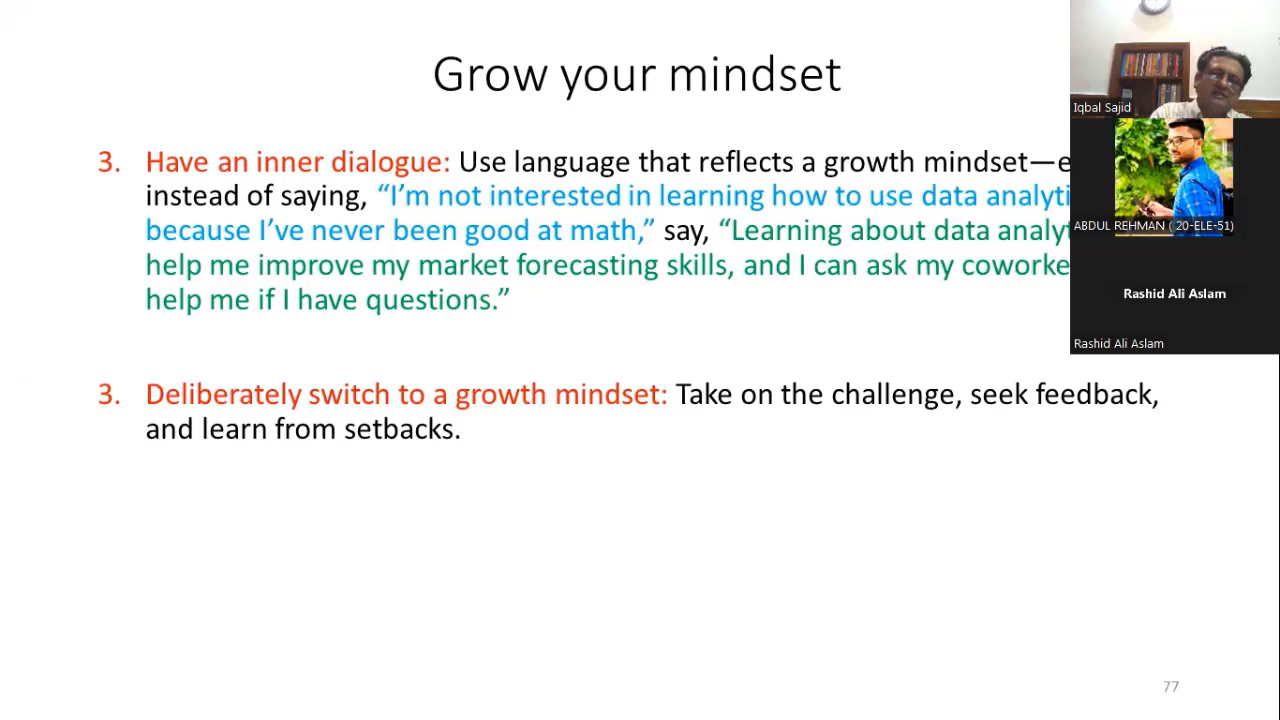 Grow your mindset
3. Have an inner dialogue: Use language that reflects a growth mindset—e
instead of saying, “I’m not interested in learning how to use data analyti
because I’ve never been good at math,” say, “Learning about data analyt
help me improve my market forecasting skills, and I can ask my coworke
help me if I have questions.”
3. Deliberately switch to a growth mindset: Take on the challenge, seek feedback,
and learn from setbacks.
77
Iqbal Sajid
ABDUL REHMAN ( 20-ELE-51)
Rashid Ali Aslam
Rashid Ali Aslam